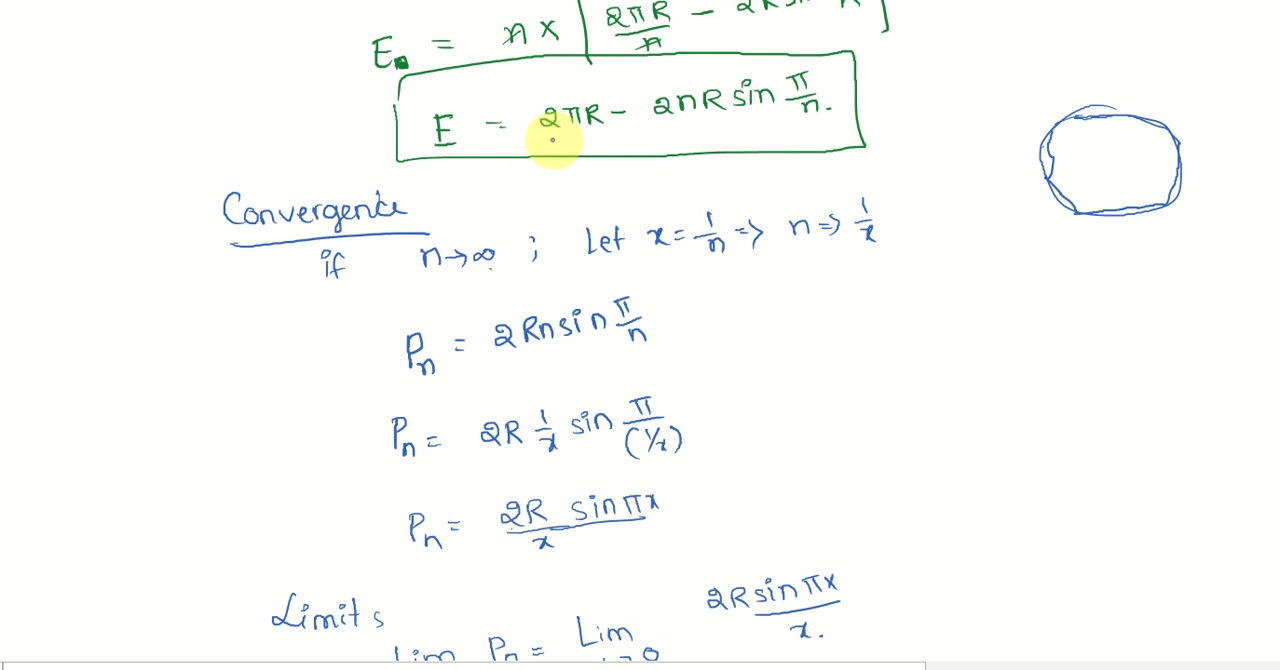 E = n × [ 2πR/n − 2R sin
E = 2πR − 2nR sin π/n.
Convergence
if n→∞ ; Let x = 1/n ⇒ n ⇒ 1/x
Pn = 2Rn sin π/n
Pn = 2R 1/x sin π/(1/x)
Pn = 2R sin πx / x
Limits
lim Pn = Lim 2R sin πx / x.